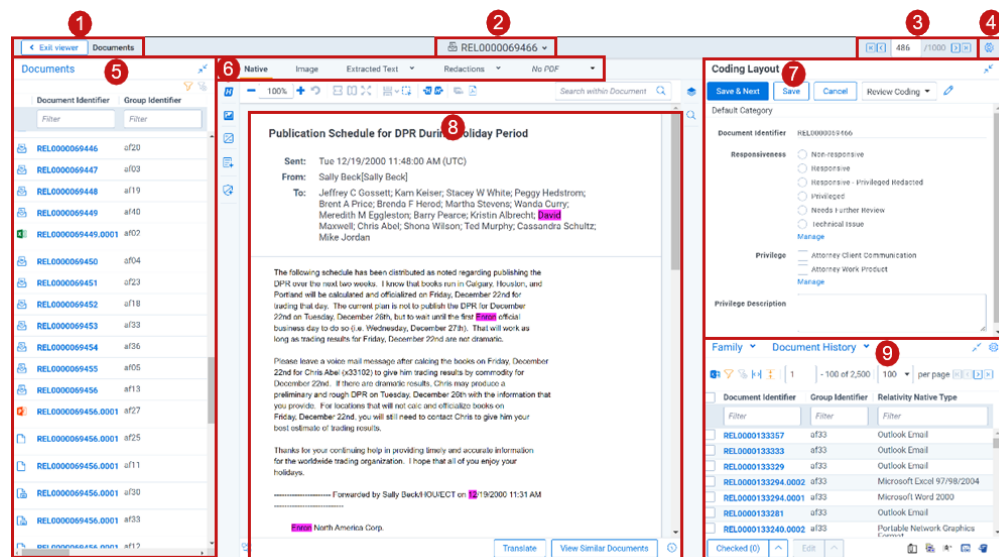 1
2
3
4
Exit viewer
Documents
REL0000069466
486
/1000
Documents
5
Document Identifier
Group Identifier
Filter
Filter
REL0000069446
af20
REL0000069447
af03
REL0000069448
af19
REL0000069449
af40
REL0000069449.0001
af02
REL0000069450
af04
REL0000069451
af23
REL0000069452
af18
REL0000069453
af33
REL0000069454
af36
REL0000069455
af05
REL0000069456
af13
REL0000069456.0001
af27
REL0000069456.0001
af25
REL0000069456.0001
af11
REL0000069456.0001
af30
REL0000069456.0001
af33
REL0000069456.0001
af12
6
Native
Image
Extracted Text
Redactions
No PDF
100%
Search within Document
8
Publication Schedule for DPR During Holiday Period
Sent: Tue 12/19/2000 11:48:00 AM (UTC)
From: Sally Beck[Sally Beck]
To: Jeffrey C Gossett; Kam Keiser; Stacey W White; Peggy Hedstrom;
Brent A Price; Brenda F Herod; Martha Stevens; Wanda Curry;
Meredith M Eggleston; Barry Pearce; Kristin Albrecht; David
Maxwell; Chris Abel; Shona Wilson; Ted Murphy; Cassandra Schultz;
Mike Jordan
The following schedule has been distributed as noted regarding publishing the
DPR over the next two weeks. I know that books run in Calgary, Houston, and
Portland will be calculated and officialized on Friday, December 22nd for
trading that day. The current plan is not to publish the DPR for December
22nd on Tuesday, December 26th, but to wait until the first Enron official
business day to do so (i.e. Wednesday, December 27th). That will work as
long as trading results for Friday, December 22nd are not dramatic.
Please leave a voice mail message after calcing the books on Friday, December
22nd for Chris Abel (x33102) to give him trading results by commodity for
December 22nd. If there are dramatic results, Chris may produce a
preliminary and rough DPR on Tuesday, December 26th with the information that
you provide. For locations that will not calc and officialize books on
Friday, December 22nd, you will still need to contact Chris to give him your
best estimate of trading results.
Thanks for your continuing help in providing timely and accurate information
for the worldwide trading organization. I hope that all of you enjoy your
holidays.
---------------------- Forwarded by Sally Beck/HOU/ECT on 12/19/2000 11:31 AM
---------------------------
Enron North America Corp.
Translate
View Similar Documents
Coding Layout
7
Save & Next
Save
Cancel
Review Coding
Default Category
Document Identifier
REL0000069466
Responsiveness
Non-responsive
Responsive
Responsive - Privileged Redacted
Privileged
Needs Further Review
Technical Issue
Manage
Privilege
Attorney Client Communication
Attorney Work Product
Manage
Privilege Description
Family
Document History
9
1
- 100 of 2,500
100
per page
Document Identifier
Group Identifier
Relativity Native Type
Filter
Filter
Filter
REL0000133357
af33
Outlook Email
REL0000133333
af33
Outlook Email
REL0000133329
af33
Outlook Email
REL0000133294.0002
af33
Microsoft Excel 97/98/2004
REL0000133294.0001
af33
Microsoft Word 2000
REL0000133281
af33
Outlook Email
REL0000133240.0002
af33
Portable Network Graphics
Format
Checked (0)
Edit